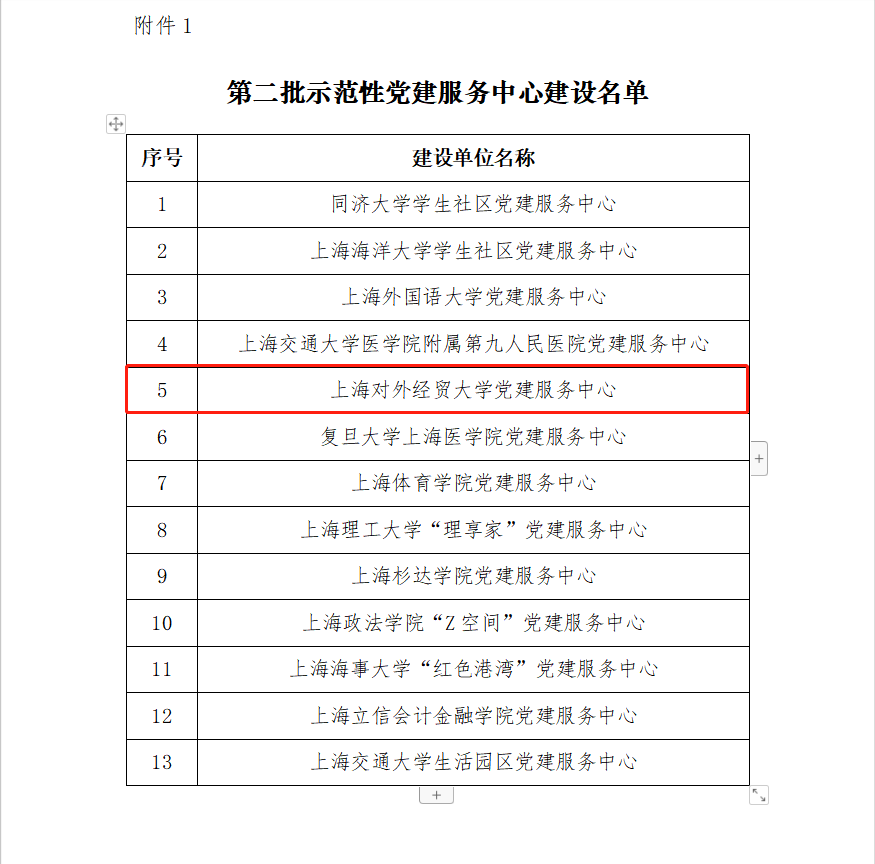 附件 1
第二批示范性党建服务中心建设名单
序号 建设单位名称
1 同济大学学生社区党建服务中心
2 上海海洋大学学生社区党建服务中心
3 上海外国语大学党建服务中心
4 上海交通大学医学院附属第九人民医院党建服务中心
5 上海对外经贸大学党建服务中心
6 复旦大学上海医学院党建服务中心
7 上海体育学院党建服务中心
8 上海理工大学“理享家”党建服务中心
9 上海杉达学院党建服务中心
10 上海政法学院“Z 空间”党建服务中心
11 上海海事大学“红色港湾”党建服务中心
12 上海立信会计金融学院党建服务中心
13 上海交通大学生活园区党建服务中心